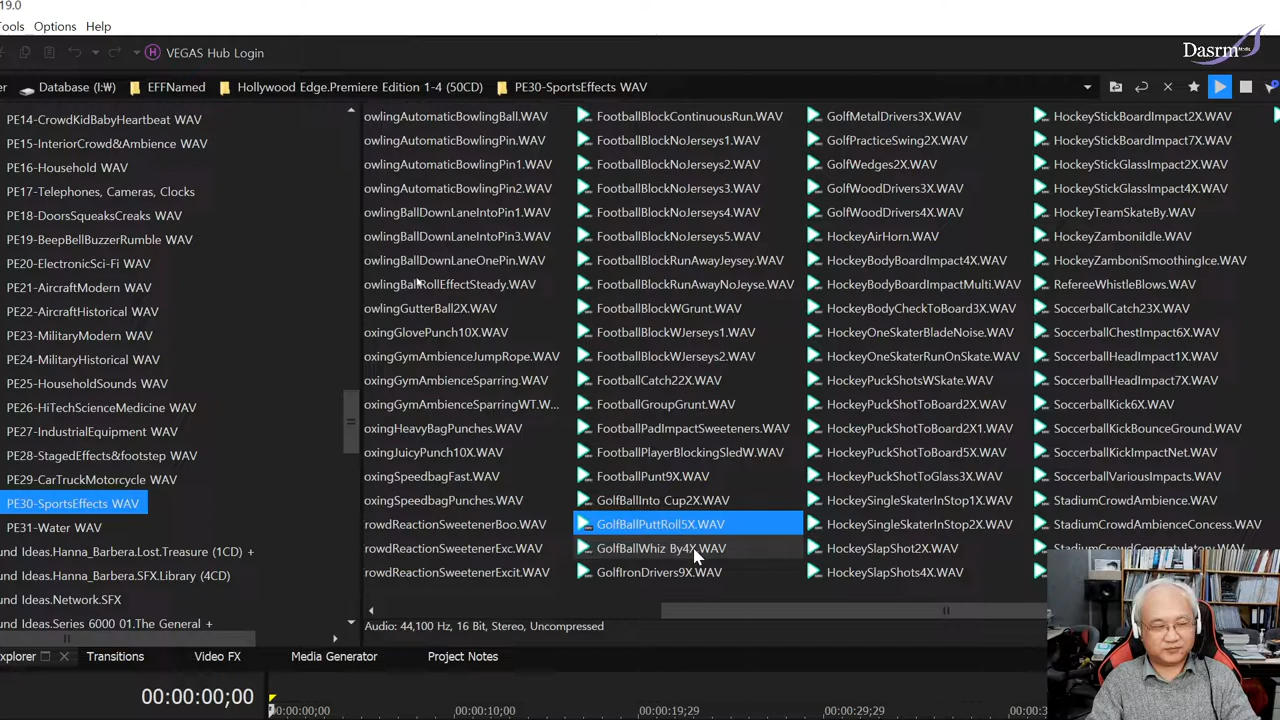 19.0
Tools Options Help
VEGAS Hub Login
Dasrm
er Database (I:\) EFFNamed Hollywood Edge.Premiere Edition 1-4 (50CD) PE30-SportsEffects WAV
PE14-CrowdKidBabyHeartbeat WAV
PE15-InteriorCrowd&Ambience WAV
PE16-Household WAV
PE17-Telephones, Cameras, Clocks
PE18-DoorsSqueaksCreaks WAV
PE19-BeepBellBuzzerRumble WAV
PE20-ElectronicSci-Fi WAV
PE21-AircraftModern WAV
PE22-AircraftHistorical WAV
PE23-MilitaryModern WAV
PE24-MilitaryHistorical WAV
PE25-HouseholdSounds WAV
PE26-HiTechScienceMedicine WAV
PE27-IndustrialEquipment WAV
PE28-StagedEffects&footstep WAV
PE29-CarTruckMotorcycle WAV
PE30-SportsEffects WAV
PE31-Water WAV
und Ideas.Hanna_Barbera.Lost.Treasure (1CD) +
und Ideas.Hanna_Barbera.SFX.Library (4CD)
und Ideas.Network.SFX
und Ideas.Series 6000 01.The General +
owlingAutomaticBowlingBall.WAV
owlingAutomaticBowlingPin.WAV
owlingAutomaticBowlingPin1.WAV
owlingAutomaticBowlingPin2.WAV
owlingBallDownLaneIntoPin1.WAV
owlingBallDownLaneIntoPin3.WAV
owlingBallDownLaneOnePin.WAV
owlingBallRollEffectSteady.WAV
owlingGutterBall2X.WAV
oxingGlovePunch10X.WAV
oxingGymAmbienceJumpRope.WAV
oxingGymAmbienceSparring.WAV
oxingGymAmbienceSparringWT.W...
oxingHeavyBagPunches.WAV
oxingJuicyPunch10X.WAV
oxingSpeedbagFast.WAV
oxingSpeedbagPunches.WAV
rowdReactionSweetenerBoo.WAV
rowdReactionSweetenerExc.WAV
rowdReactionSweetenerExcit.WAV
FootballBlockContinuousRun.WAV
FootballBlockNoJerseys1.WAV
FootballBlockNoJerseys2.WAV
FootballBlockNoJerseys3.WAV
FootballBlockNoJerseys4.WAV
FootballBlockNoJerseys5.WAV
FootballBlockRunAwayJeysey.WAV
FootballBlockRunAwayNoJeyse.WAV
FootballBlockWGrunt.WAV
FootballBlockWJerseys1.WAV
FootballBlockWJerseys2.WAV
FootballCatch22X.WAV
FootballGroupGrunt.WAV
FootballPadImpactSweeteners.WAV
FootballPlayerBlockingSledW.WAV
FootballPunt9X.WAV
GolfBallInto Cup2X.WAV
GolfBallPuttRoll5X.WAV
GolfBallWhiz By4X.WAV
GolfIronDrivers9X.WAV
GolfMetalDrivers3X.WAV
GolfPracticeSwing2X.WAV
GolfWedges2X.WAV
GolfWoodDrivers3X.WAV
GolfWoodDrivers4X.WAV
HockeyAirHorn.WAV
HockeyBodyBoardImpact4X.WAV
HockeyBodyBoardImpactMulti.WAV
HockeyBodyCheckToBoard3X.WAV
HockeyOneSkaterBladeNoise.WAV
HockeyOneSkaterRunOnSkate.WAV
HockeyPuckShotsWSkate.WAV
HockeyPuckShotToBoard2X.WAV
HockeyPuckShotToBoard2X1.WAV
HockeyPuckShotToBoard5X.WAV
HockeyPuckShotToGlass3X.WAV
HockeySingleSkaterInStop1X.WAV
HockeySingleSkaterInStop2X.WAV
HockeySlapShot2X.WAV
HockeySlapShots4X.WAV
HockeyStickBoardImpact2X.WAV
HockeyStickBoardImpact7X.WAV
HockeyStickGlassImpact2X.WAV
HockeyStickGlassImpact4X.WAV
HockeyTeamSkateBy.WAV
HockeyZamboniIdle.WAV
HockeyZamboniSmoothingIce.WAV
RefereeWhistleBlows.WAV
SoccerballCatch23X.WAV
SoccerballChestImpact6X.WAV
SoccerballHeadImpact1X.WAV
SoccerballHeadImpact7X.WAV
SoccerballKick6X.WAV
SoccerballKickBounceGround.WAV
SoccerballKickImpactNet.WAV
SoccerballVariousImpacts.WAV
StadiumCrowdAmbience.WAV
StadiumCrowdAmbienceConcess.WAV
StadiumCrowdCongratulatory.WAV
Audio: 44,100 Hz, 16 Bit, Stereo, Uncompressed
xplorer Transitions Video FX Media Generator Project Notes
00:00:00;00
00:00:00;00 00:00:10;00 00:00:19;29 00:00:29;29 00:00:3